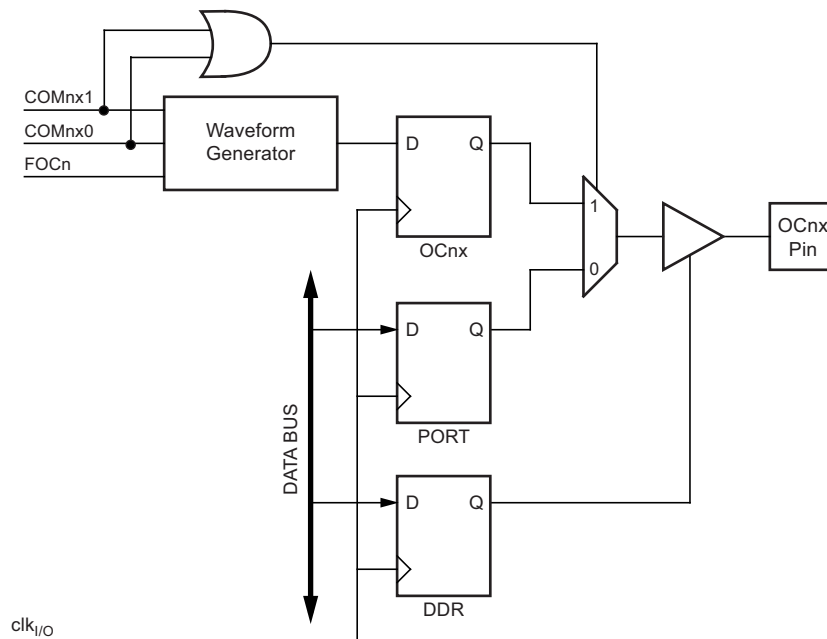 COMnx1
COMnx0
FOCn
Waveform
Generator
D
Q
OCnx
1
0
OCnx
Pin
D
Q
PORT
DATA BUS
D
Q
DDR
clkI/O